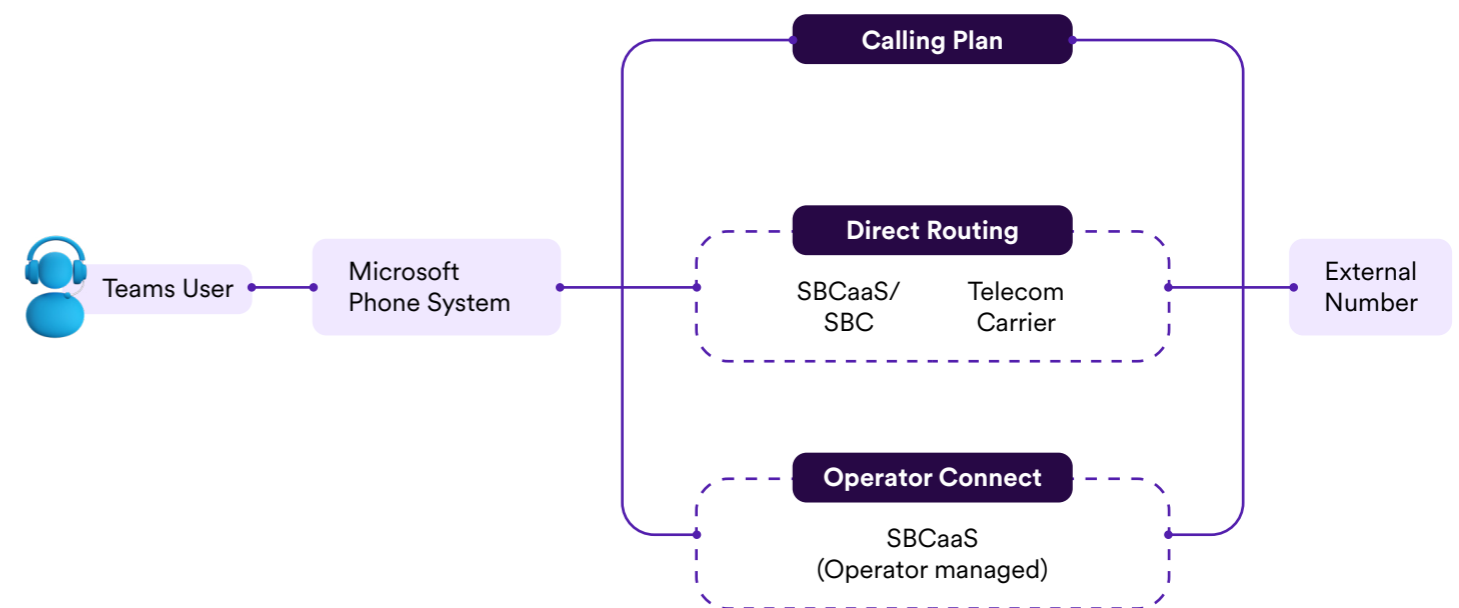 Calling Plan
Direct Routing
Teams User
Microsoft
Phone System
SBCaaS/
SBC
Telecom
Carrier
External
Number
Operator Connect
SBCaaS
(Operator managed)